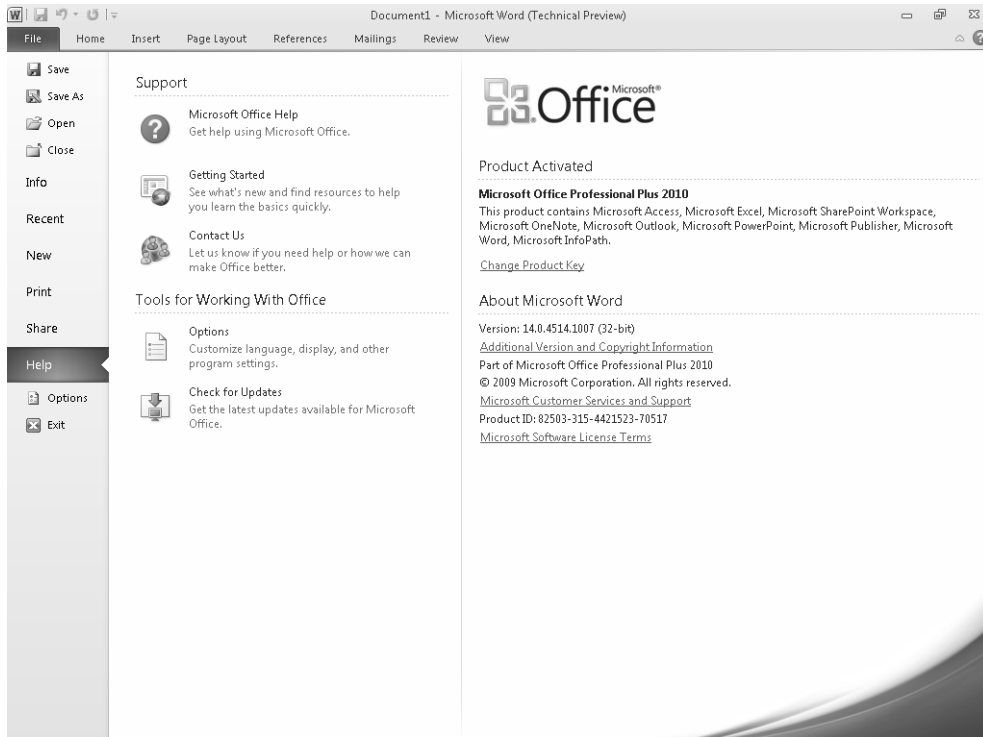 W
Document1 - Microsoft Word (Technical Preview)
File Home Insert Page Layout References Mailings Review View
Save
Save As
Open
Close
Info
Recent
New
Print
Share
Help
Options
Exit
Support
Microsoft Office Help
Get help using Microsoft Office.
Getting Started
See what's new and find resources to help
you learn the basics quickly.
Contact Us
Let us know if you need help or how we can
make Office better.
Tools for Working With Office
Options
Customize language, display, and other
program settings.
Check for Updates
Get the latest updates available for Microsoft
Office.
Microsoft®
Office
Product Activated
Microsoft Office Professional Plus 2010
This product contains Microsoft Access, Microsoft Excel, Microsoft SharePoint Workspace,
Microsoft OneNote, Microsoft Outlook, Microsoft PowerPoint, Microsoft Publisher, Microsoft
Word, Microsoft InfoPath.
Change Product Key
About Microsoft Word
Version: 14.0.4514.1007 (32-bit)
Additional Version and Copyright Information
Part of Microsoft Office Professional Plus 2010
© 2009 Microsoft Corporation. All rights reserved.
Microsoft Customer Services and Support
Product ID: 82503-315-4421523-70517
Microsoft Software License Terms